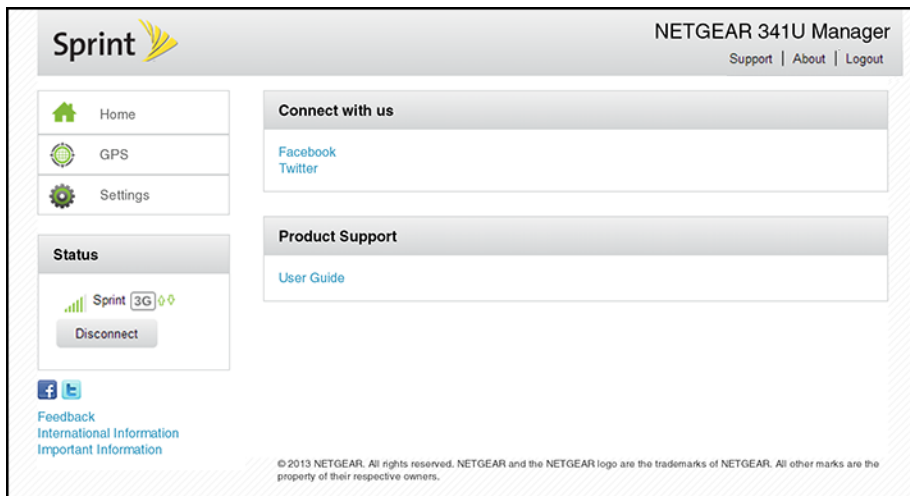 Sprint
NETGEAR 341U Manager
Support | About | Logout
Home
GPS
Settings
Status
Sprint 3G
Disconnect
Feedback
International Information
Important Information
Connect with us
Facebook
Twitter
Product Support
User Guide
© 2013 NETGEAR. All rights reserved. NETGEAR and the NETGEAR logo are the trademarks of NETGEAR. All other marks are the
property of their respective owners.